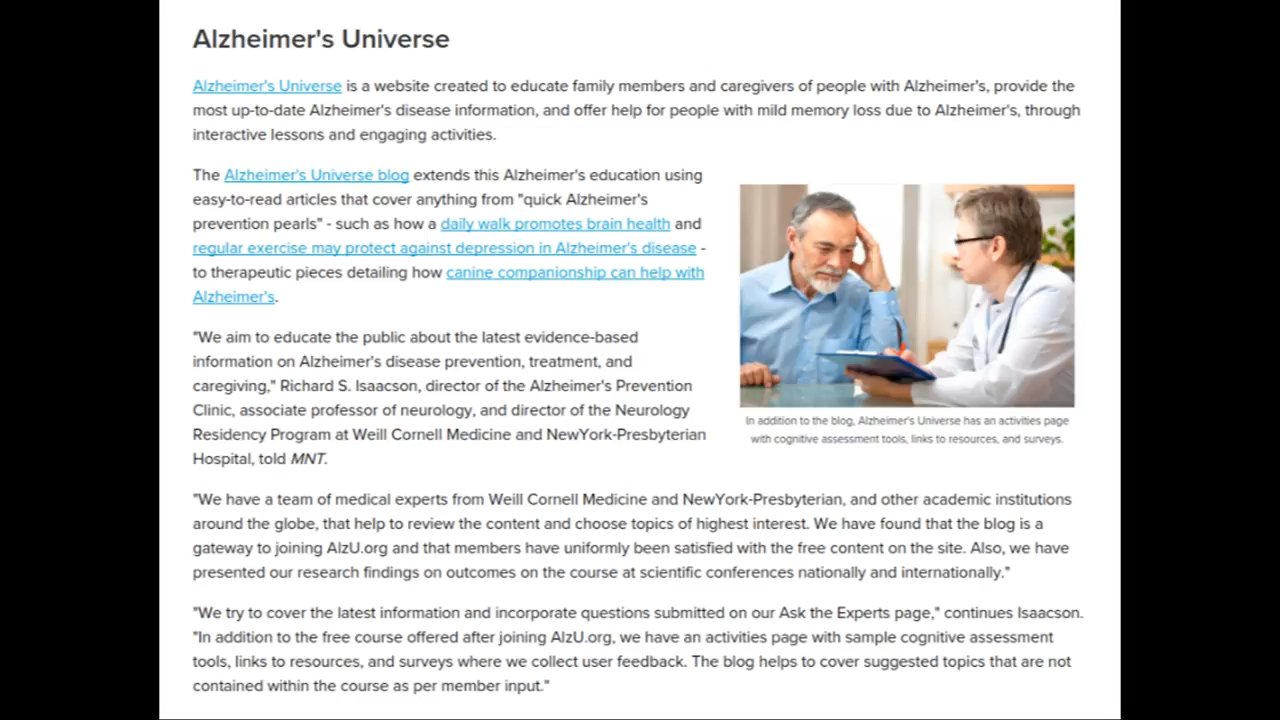 Alzheimer's Universe
Alzheimer's Universe is a website created to educate family members and caregivers of people with Alzheimer's, provide the
most up-to-date Alzheimer's disease information, and offer help for people with mild memory loss due to Alzheimer's, through
interactive lessons and engaging activities.
The Alzheimer's Universe blog extends this Alzheimer's education using
easy-to-read articles that cover anything from "quick Alzheimer's
prevention pearls" - such as how a daily walk promotes brain health and
regular exercise may protect against depression in Alzheimer's disease -
to therapeutic pieces detailing how canine companionship can help with
Alzheimer's.
"We aim to educate the public about the latest evidence-based
information on Alzheimer's disease prevention, treatment, and
caregiving," Richard S. Isaacson, director of the Alzheimer's Prevention
Clinic, associate professor of neurology, and director of the Neurology
Residency Program at Weill Cornell Medicine and NewYork-Presbyterian
Hospital, told MNT.
In addition to the blog, Alzheimer's Universe has an activities page
with cognitive assessment tools, links to resources, and surveys.
"We have a team of medical experts from Weill Cornell Medicine and NewYork-Presbyterian, and other academic institutions
around the globe, that help to review the content and choose topics of highest interest. We have found that the blog is a
gateway to joining AlzU.org and that members have uniformly been satisfied with the free content on the site. Also, we have
presented our research findings on outcomes on the course at scientific conferences nationally and internationally."
"We try to cover the latest information and incorporate questions submitted on our Ask the Experts page," continues Isaacson.
"In addition to the free course offered after joining AlzU.org, we have an activities page with sample cognitive assessment
tools, links to resources, and surveys where we collect user feedback. The blog helps to cover suggested topics that are not
contained within the course as per member input."